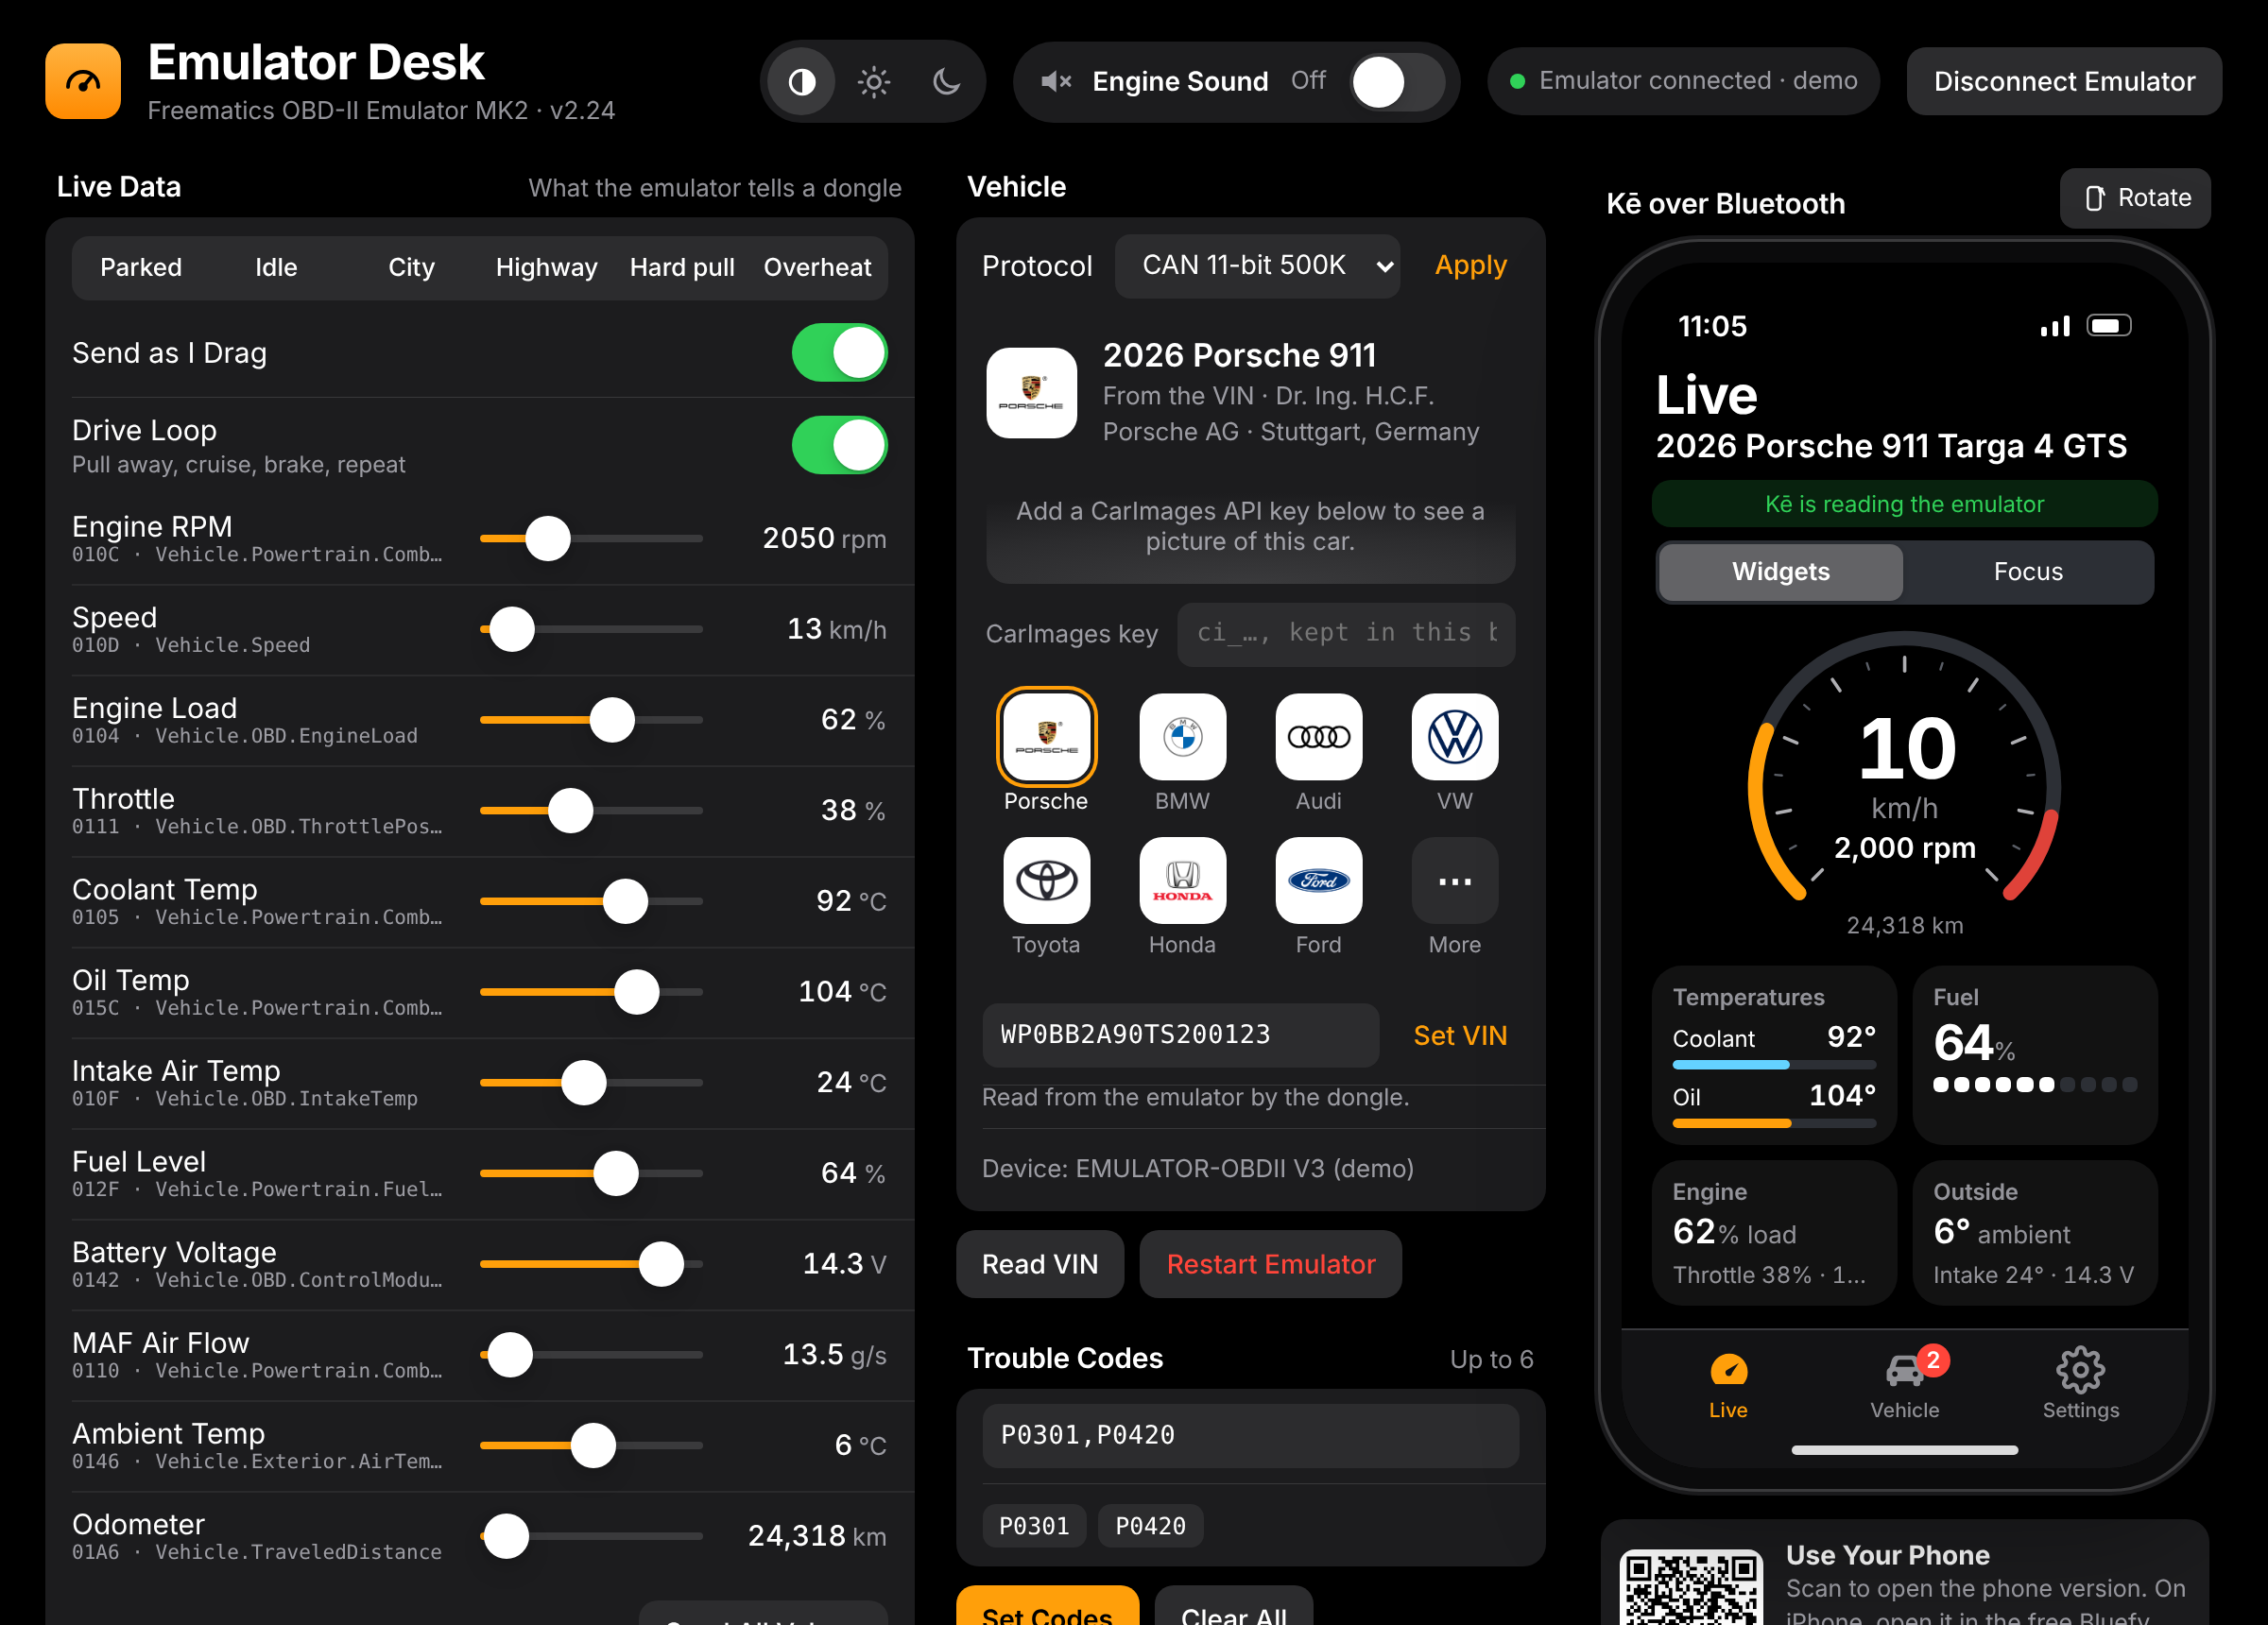 Emulator Desk
Freematics OBD-II Emulator MK2 · v2.24
Engine Sound Off
Emulator connected · demo
Disconnect Emulator
Live Data
What the emulator tells a dongle
Parked Idle City Highway Hard pull Overheat
Send as I Drag
Drive Loop
Pull away, cruise, brake, repeat
Engine RPM
010C · Vehicle.Powertrain.Comb…
2050 rpm
Speed
010D · Vehicle.Speed
13 km/h
Engine Load
0104 · Vehicle.OBD.EngineLoad
62 %
Throttle
0111 · Vehicle.OBD.ThrottlePos…
38 %
Coolant Temp
0105 · Vehicle.Powertrain.Comb…
92 °C
Oil Temp
015C · Vehicle.Powertrain.Comb…
104 °C
Intake Air Temp
010F · Vehicle.OBD.IntakeTemp
24 °C
Fuel Level
012F · Vehicle.Powertrain.Fuel…
64 %
Battery Voltage
0142 · Vehicle.OBD.ControlModu…
14.3 V
MAF Air Flow
0110 · Vehicle.Powertrain.Comb…
13.5 g/s
Ambient Temp
0146 · Vehicle.Exterior.AirTem…
6 °C
Odometer
01A6 · Vehicle.TraveledDistance
24,318 km
Vehicle
Protocol CAN 11-bit 500K Apply
PORSCHE
2026 Porsche 911
From the VIN · Dr. Ing. H.C.F.
Porsche AG · Stuttgart, Germany
Add a CarImages API key below to see a
picture of this car.
CarImages key ci_…, kept in this b
PORSCHE
BMW
Porsche BMW Audi VW
HONDA
Ford
Toyota Honda Ford More
WP0BB2A90TS200123 Set VIN
Read from the emulator by the dongle.
Device: EMULATOR-OBDII V3 (demo)
Read VIN Restart Emulator
Trouble Codes Up to 6
P0301,P0420
P0301 P0420
Set Codes Clear All
Kē over Bluetooth
Rotate
11:05
Live
2026 Porsche 911 Targa 4 GTS
Kē is reading the emulator
Widgets Focus
10
km/h
2,000 rpm
24,318 km
Temperatures
Coolant 92°
Oil 104°
Fuel
64%
Engine
62% load
Throttle 38% · 1…
Outside
6° ambient
Intake 24° · 14.3 V
2
Live Vehicle Settings
Use Your Phone
Scan to open the phone version. On
iPhone, open it in the free Bluefy